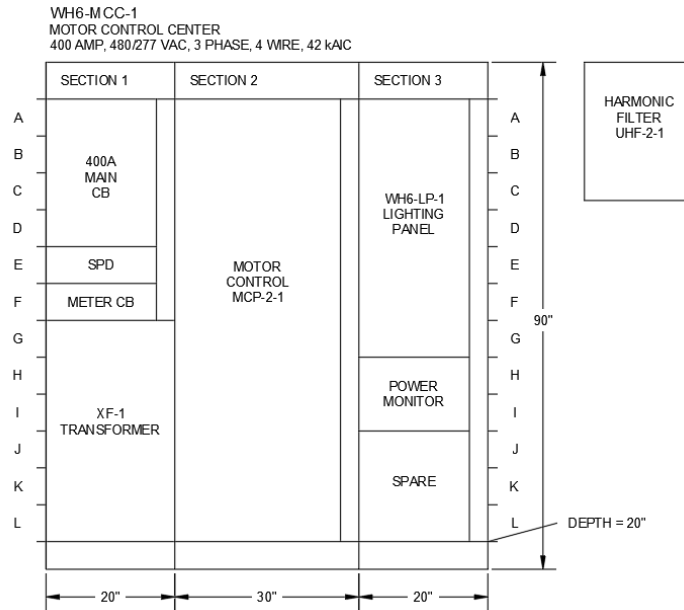 WH6-MCC-1
MOTOR CONTROL CENTER
400 AMP, 480/277 VAC, 3 PHASE, 4 WIRE, 42 kAIC
SECTION 1
SECTION 2
SECTION 3
A
B
C
D
E
F
G
H
I
J
K
L
400A
MAIN
CB
SPD
METER CB
XF-1
TRANSFORMER
MOTOR
CONTROL
MCP-2-1
WH6-LP-1
LIGHTING
PANEL
POWER
MONITOR
SPARE
A
B
C
D
E
F
G
H
I
J
K
L
90"
HARMONIC
FILTER
UHF-2-1
DEPTH = 20"
20"
30"
20"